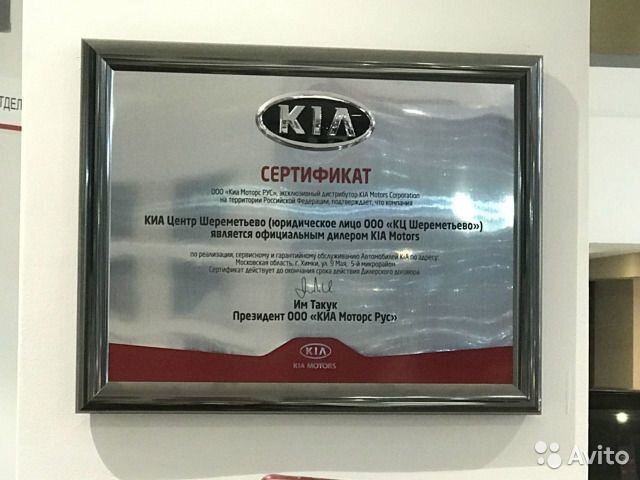 ТДЕЛ
KIA
СЕРТИФИКАТ
ООО «Киа Моторс РУС», эксклюзивный дистрибутор KIA Motors Corporation
на территории Российской Федерации, подтверждает, что компания
КИА Центр Шереметьево (юридическое лицо ООО «КЦ Шереметьево»)
является официальным дилером KIA Motors
по реализации, сервисному и гарантийному обслуживанию Автомобилей KIA по адресу:
Московская область, г. Химки, ул. 9 Мая, 5-й микрорайон
Сертификат действует до окончания срока действия Дилерского договора
Им Такук
Президент ООО «КИА Моторс Рус»
KIA
KIA MOTORS
Avito